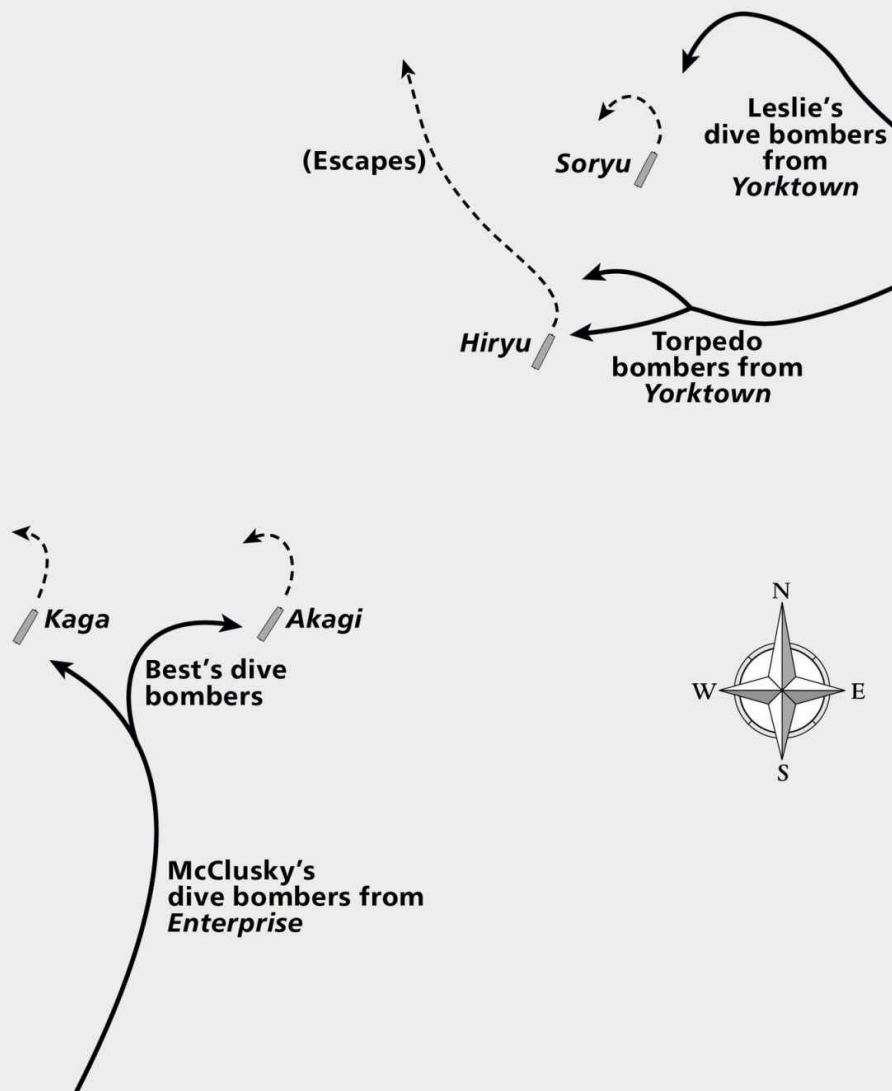 Leslie's
dive bombers
from
Yorktown
(Escapes)
Soryu
Hiryu
Torpedo
bombers from
Yorktown
Kaga
Akagi
Best's dive
bombers
N
W
E
S
McClusky's
dive bombers from
Enterprise